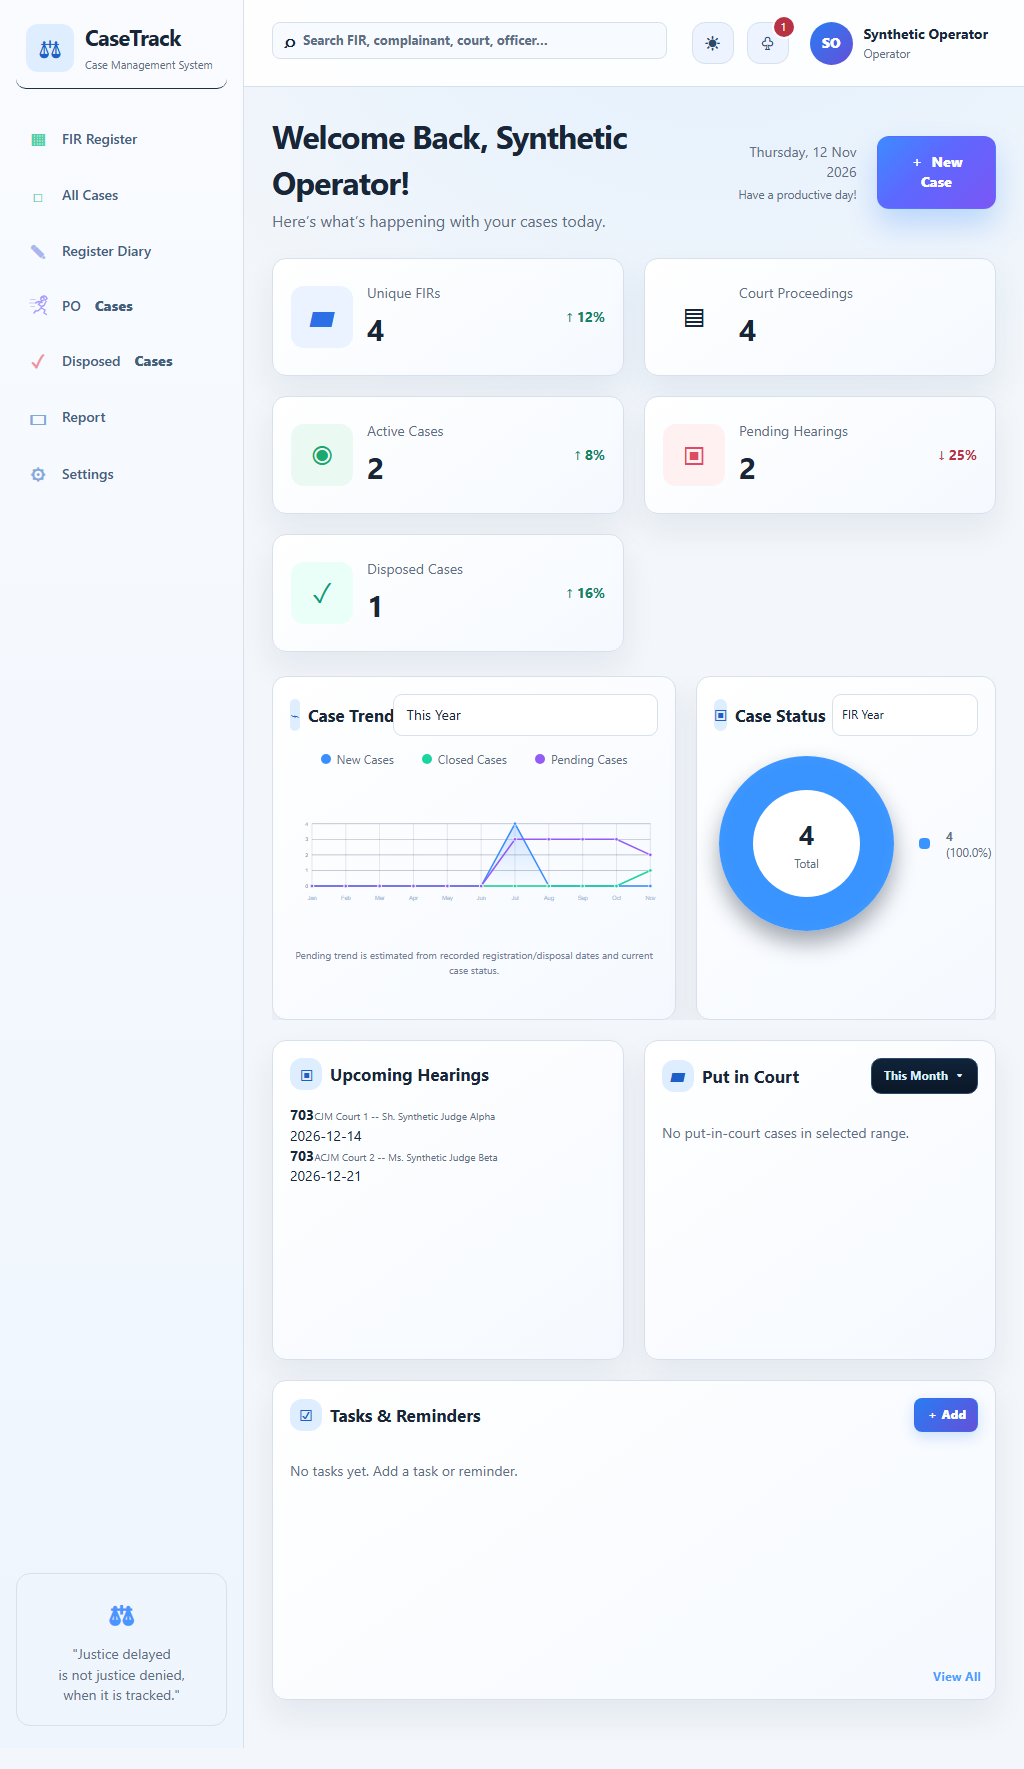 CaseTrack
Case Management System
FIR Register
All Cases
Register Diary
PO Cases
Disposed Cases
Report
Settings
"Justice delayed
is not justice denied,
when it is tracked."
Search FIR, complainant, court, officer...
1
SO
Synthetic Operator
Operator
Welcome Back, Synthetic
Operator!
Here's what's happening with your cases today.
Thursday, 12 Nov
2026
Have a productive day!
+ New
Case
Unique FIRs
4
↑ 12%
Court Proceedings
4
Active Cases
2
↑ 8%
Pending Hearings
2
↓ 25%
Disposed Cases
1
↑ 16%
Case Trend
This Year
New Cases
Closed Cases
Pending Cases
4
3
2
1
0
Jan
Feb
Mar
Apr
May
Jun
Jul
Aug
Sep
Oct
Nov
Pending trend is estimated from recorded registration/disposal dates and current
case status.
Case Status
FIR Year
4
Total
4
(100.0%)
Upcoming Hearings
703 CJM Court 1 -- Sh. Synthetic Judge Alpha
2026-12-14
703 ACJM Court 2 -- Ms. Synthetic Judge Beta
2026-12-21
Put in Court
This Month
No put-in-court cases in selected range.
Tasks & Reminders
+ Add
No tasks yet. Add a task or reminder.
View All